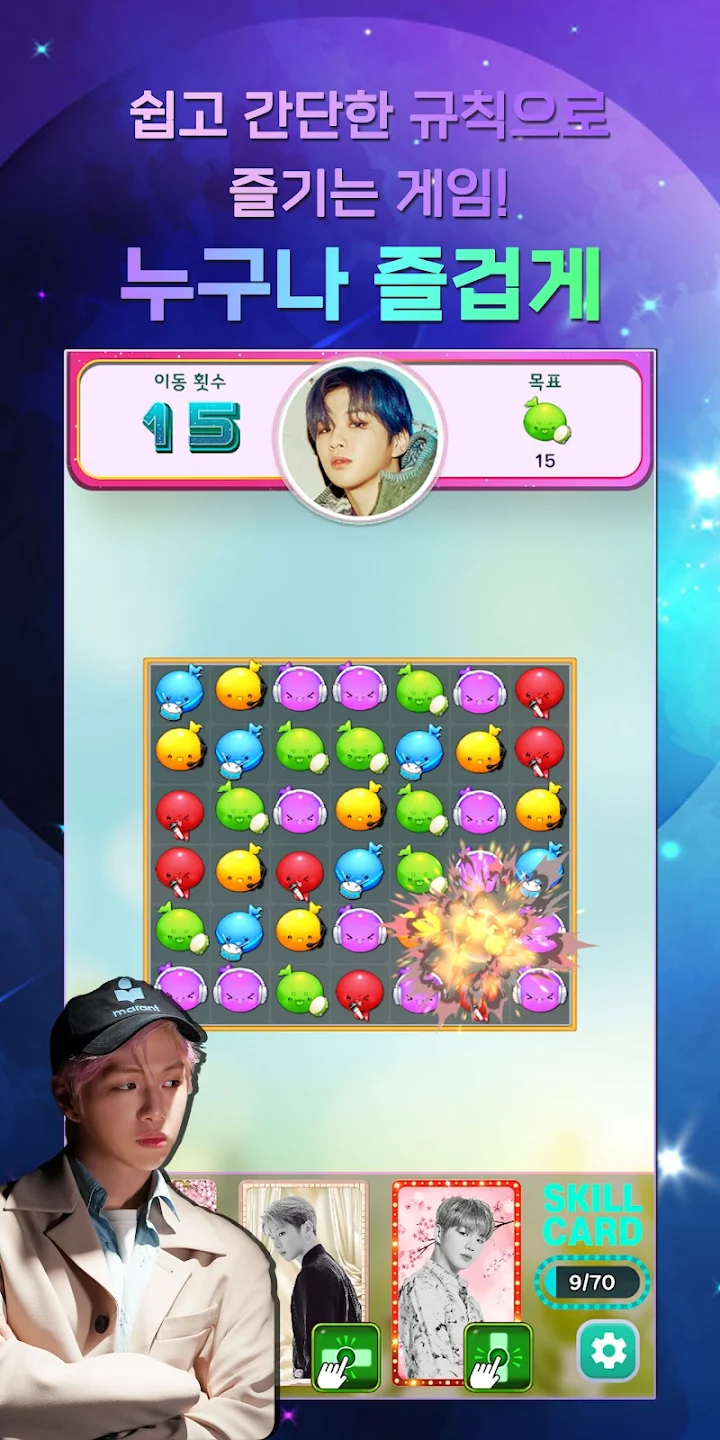 쉽고 간단한 규칙으로
즐기는 게임!
누구나 즐겁게
이동 횟수
15
목표
15
marant
SKILL
CARD
9/70